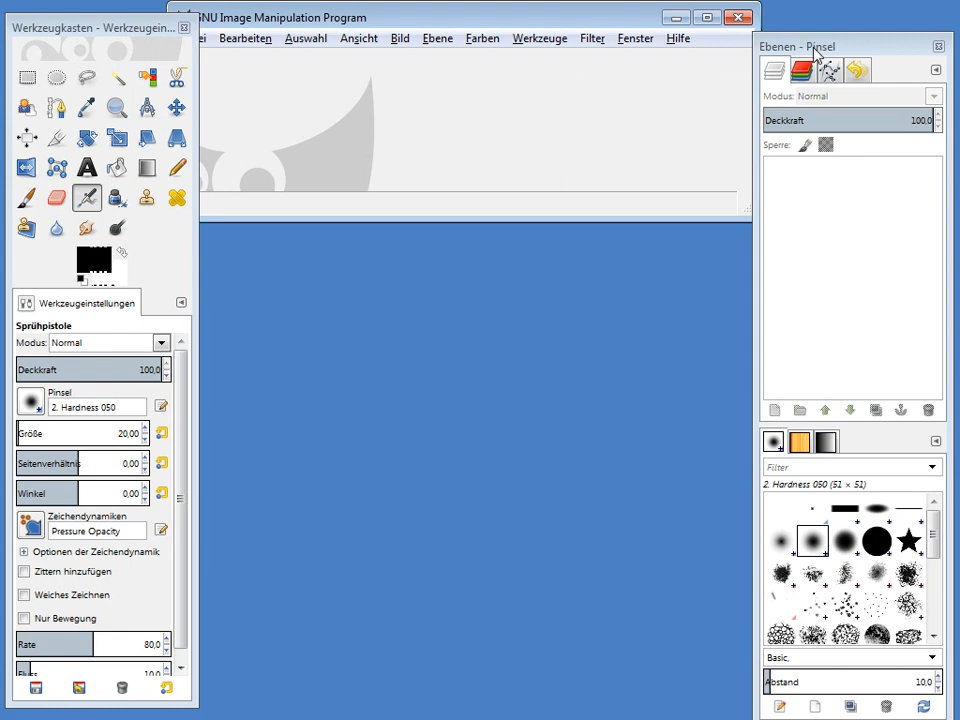 Werkzeugkasten - Werkzeugein...
GNU Image Manipulation Program
Bearbeiten Auswahl Ansicht Bild Ebene Farben Werkzeuge Filter Fenster Hilfe
Ebenen - Pinsel
Modus: Normal
Deckkraft 100,0
Sperre:
Werkzeugeinstellungen
Sprühpistole
Modus: Normal
Deckkraft 100,0
Pinsel
2. Hardness 050
Größe 20,00
Seitenverhältnis 0,00
Winkel 0,00
Zeichendynamiken
Pressure Opacity
Optionen der Zeichendynamik
Zittern hinzufügen
Weiches Zeichnen
Nur Bewegung
Rate 80,0
Fluss 10,0
Filter
2. Hardness 050 (51 × 51)
Basic,
Abstand 10,0